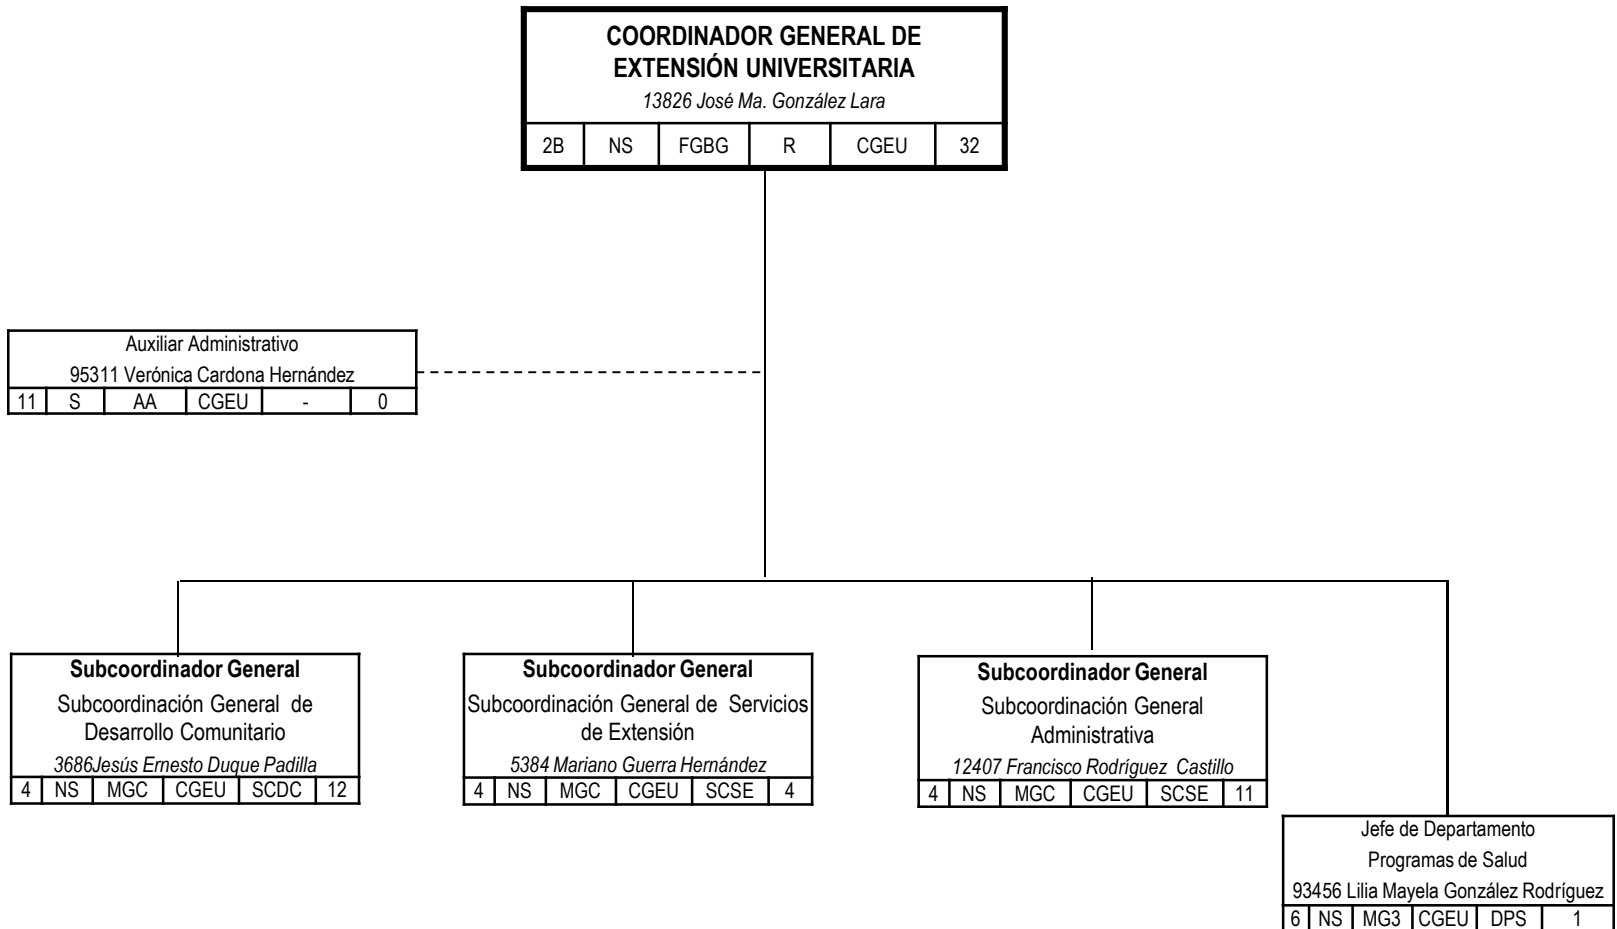 COORDINADOR GENERAL DE
EXTENSIÓN UNIVERSITARIA
13826 José Ma. González Lara
2B NS FGBG R CGEU 32
Auxiliar Administrativo
95311 Verónica Cardona Hernández
11 S AA CGEU - 0
Subcoordinador General
Subcoordinación General de
Desarrollo Comunitario
3686Jesús Ernesto Duque Padilla
4 NS MGC CGEU SCDC 12
Subcoordinador General
Subcoordinación General de Servicios
de Extensión
5384 Mariano Guerra Hernández
4 NS MGC CGEU SCSE 4
Subcoordinador General
Subcoordinación General
Administrativa
12407 Francisco Rodríguez Castillo
4 NS MGC CGEU SCSE 11
Jefe de Departamento
Programas de Salud
93456 Lilia Mayela González Rodríguez
6 NS MG3 CGEU DPS 1